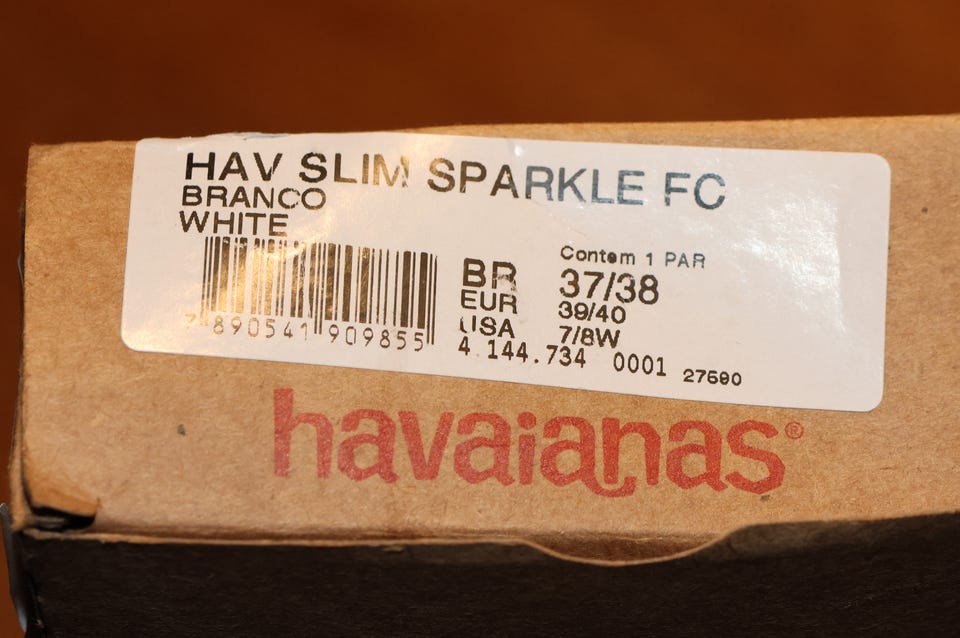 HAV SLIM SPARKLE FC
BRANCO
WHITE
7 890541 909855
Contem 1 PAR
BR 37/38
EUR 39/40
USA 7/8W
4.144.734 0001 27590
havaianas®